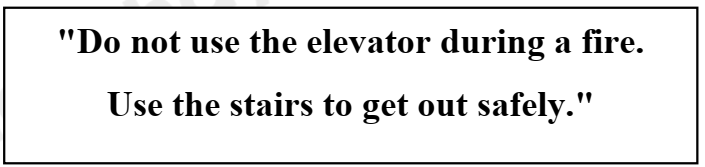 "Do not use the elevator during a fire.
Use the stairs to get out safely."